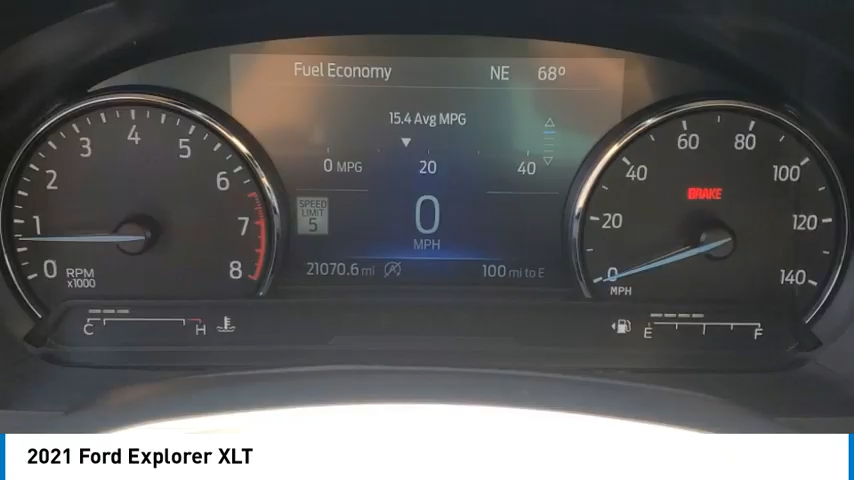 Fuel Economy NE 68º
15.4 Avg MPG
0 MPG 20 40
SPEED
LIMIT
5
0
MPH
21070.6 mi 100 mi to E
0 1 2 3 4 5 6 7 8
RPM
x1000
0 20 40 60 80 100 120 140
MPH
BRAKE
C H
E F
2021 Ford Explorer XLT